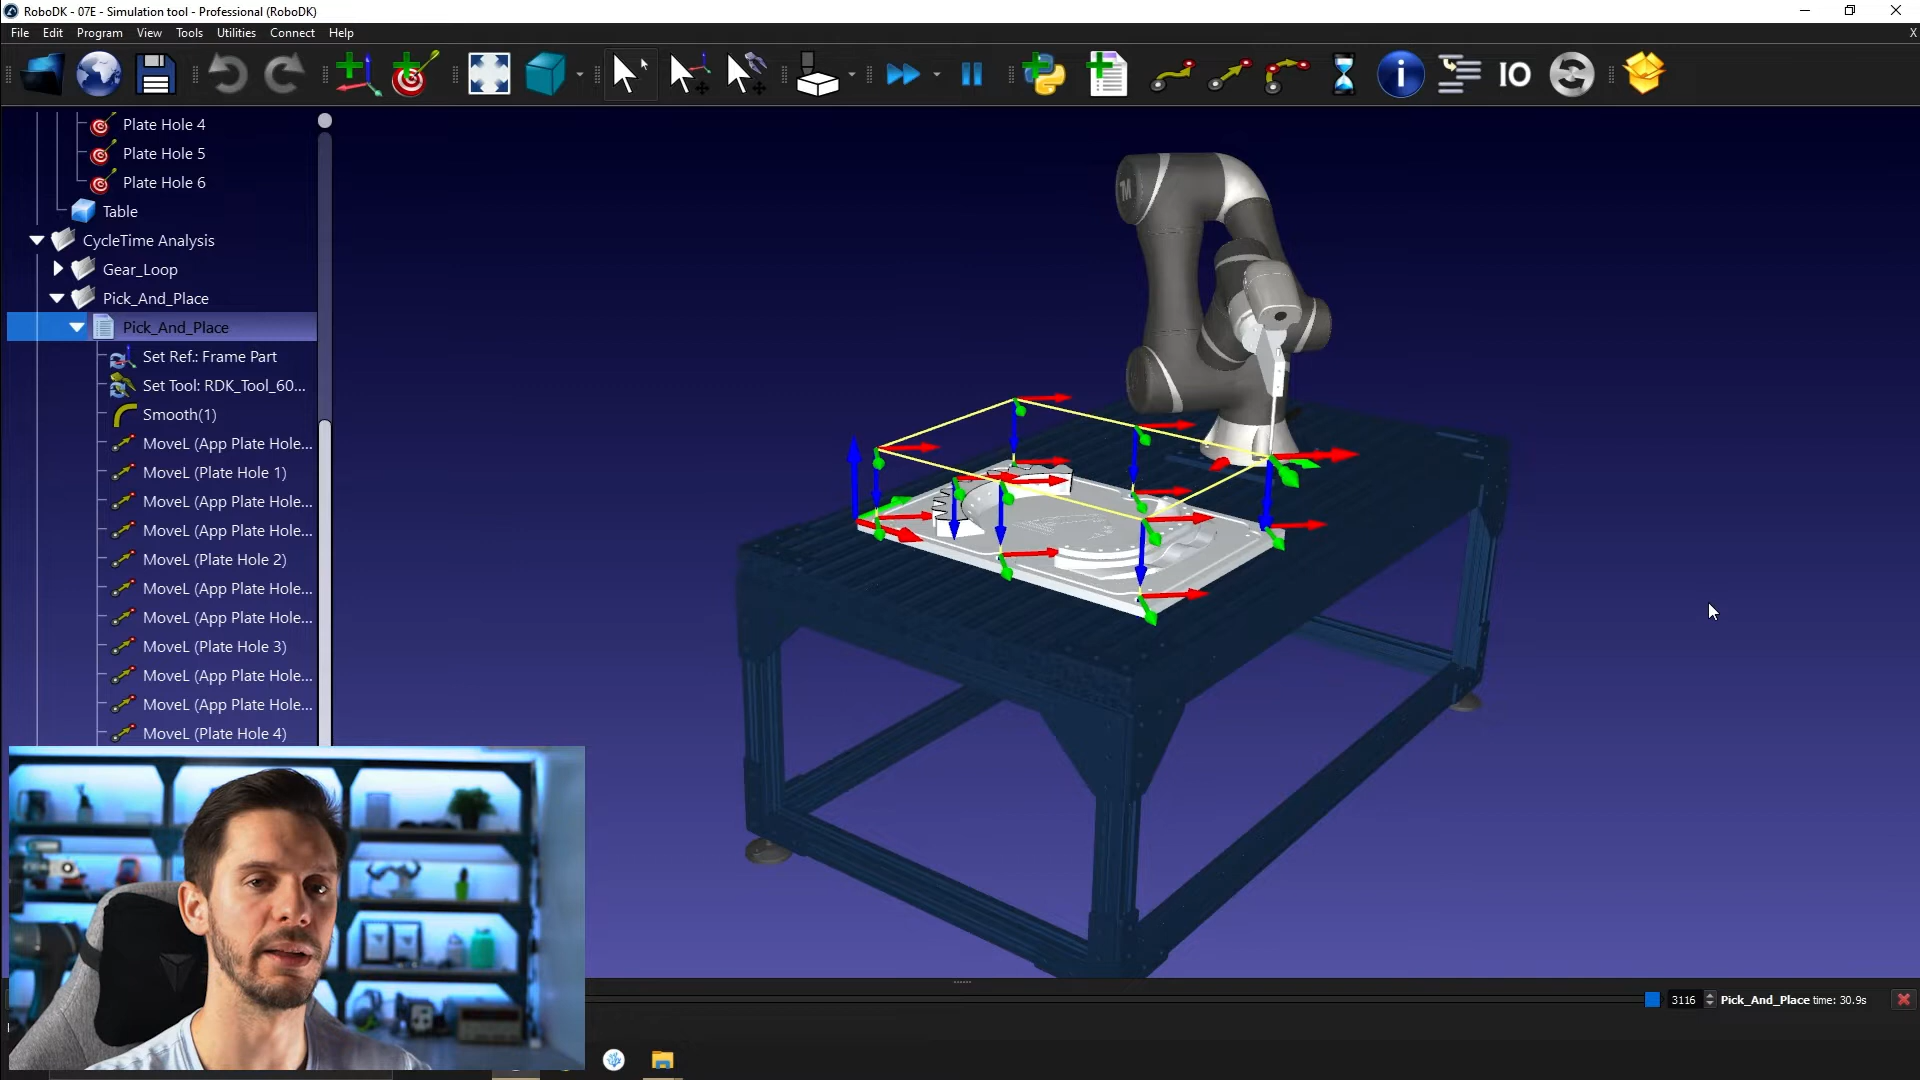 RoboDK - 07E - Simulation tool - Professional (RoboDK)
File Edit Program View Tools Utilities Connect Help X
IO
Plate Hole 4
Plate Hole 5
Plate Hole 6
Table
CycleTime Analysis
Gear_Loop
Pick_And_Place
Pick_And_Place
Set Ref.: Frame Part
Set Tool: RDK_Tool_60...
Smooth(1)
MoveL (App Plate Hole...
MoveL (Plate Hole 1)
MoveL (App Plate Hole...
MoveL (App Plate Hole...
MoveL (Plate Hole 2)
MoveL (App Plate Hole...
MoveL (App Plate Hole...
MoveL (Plate Hole 3)
MoveL (App Plate Hole...
MoveL (App Plate Hole...
MoveL (Plate Hole 4)
TM
3116 Pick_And_Place time: 30.9s